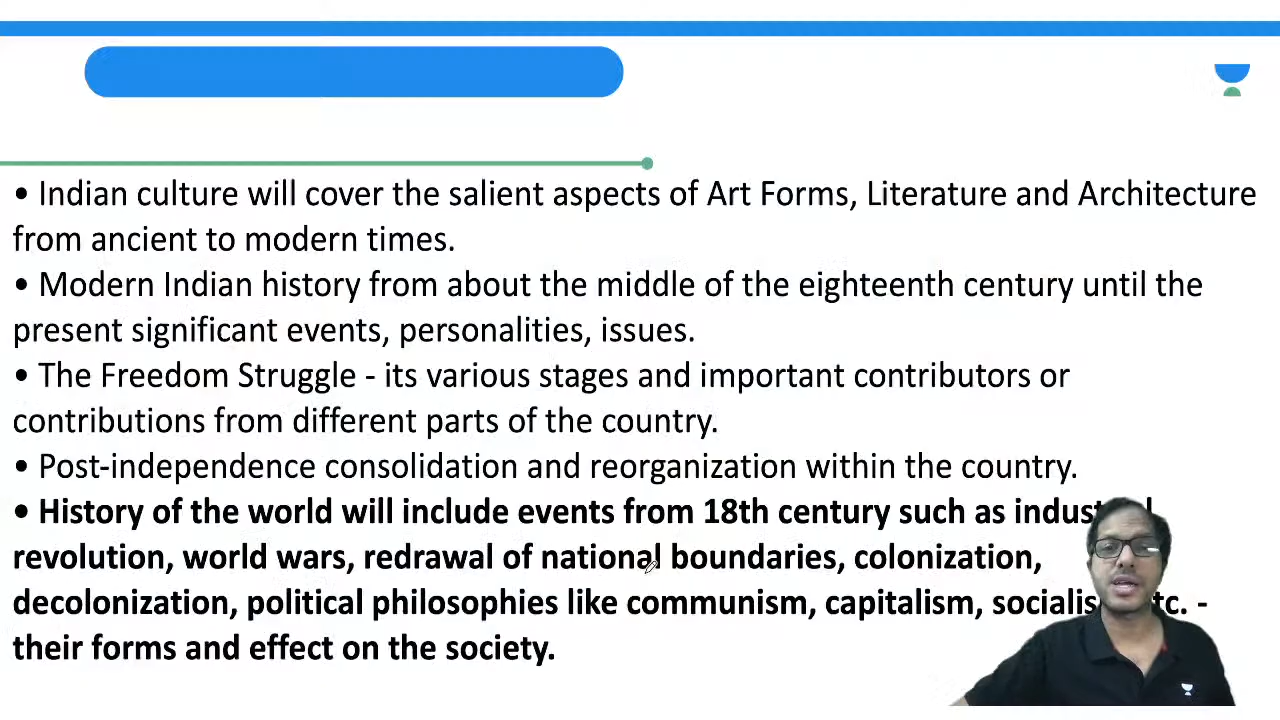 • Indian culture will cover the salient aspects of Art Forms, Literature and Architecture
from ancient to modern times.
• Modern Indian history from about the middle of the eighteenth century until the
present significant events, personalities, issues.
• The Freedom Struggle - its various stages and important contributors or
contributions from different parts of the country.
• Post-independence consolidation and reorganization within the country.
• History of the world will include events from 18th century such as
revolution, world wars, redrawal of national boundaries, colonization,
decolonization, political philosophies like communism, capitalism, -
their forms and effect on the society.